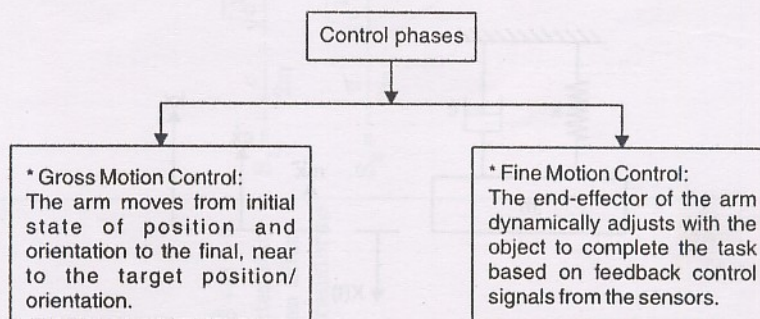 Control phases
* Gross Motion Control:
The arm moves from initial
state of position and
orientation to the final, near
to the target position/
orientation.
* Fine Motion Control:
The end-effector of the arm
dynamically adjusts with the
object to complete the task
based on feedback control
signals from the sensors.